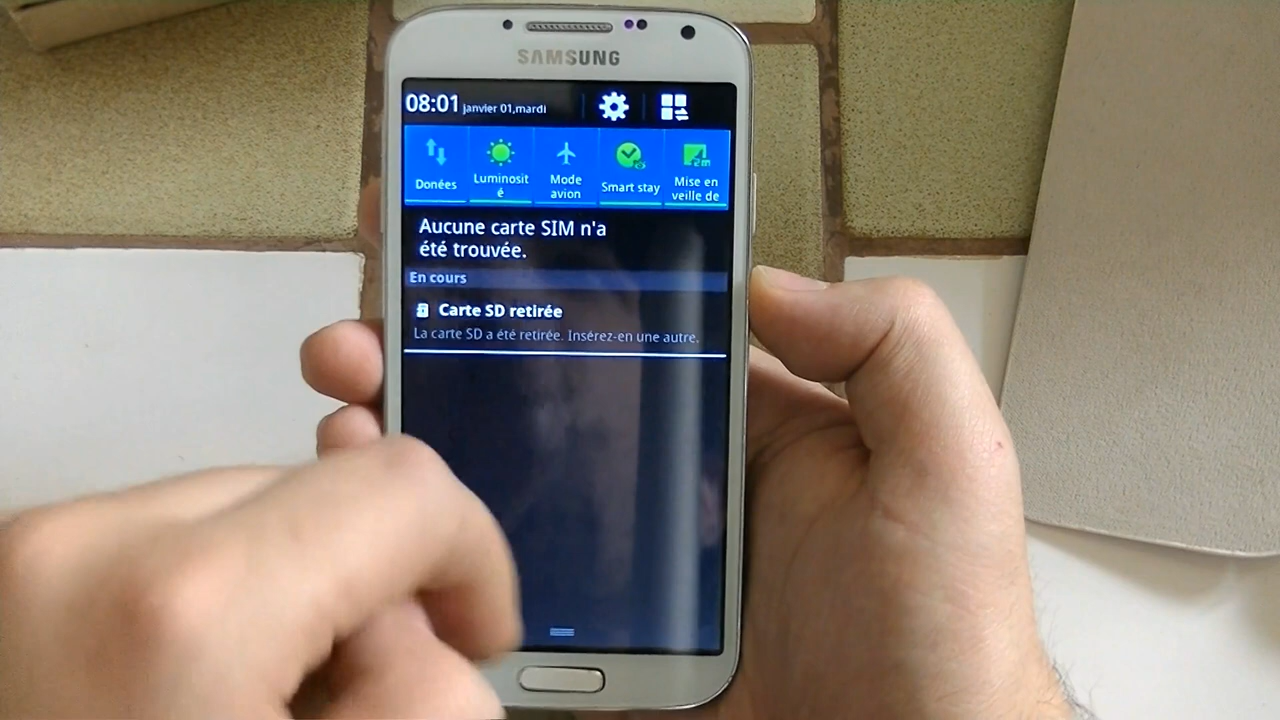 SAMSUNG
08:01 janvier 01,mardi
Donées
Luminosit
é
Mode
avion
Smart stay
2m
Mise en
veille de
Aucune carte SIM n'a
été trouvée.
En cours
Carte SD retirée
La carte SD a été retirée. Insérez-en une autre.